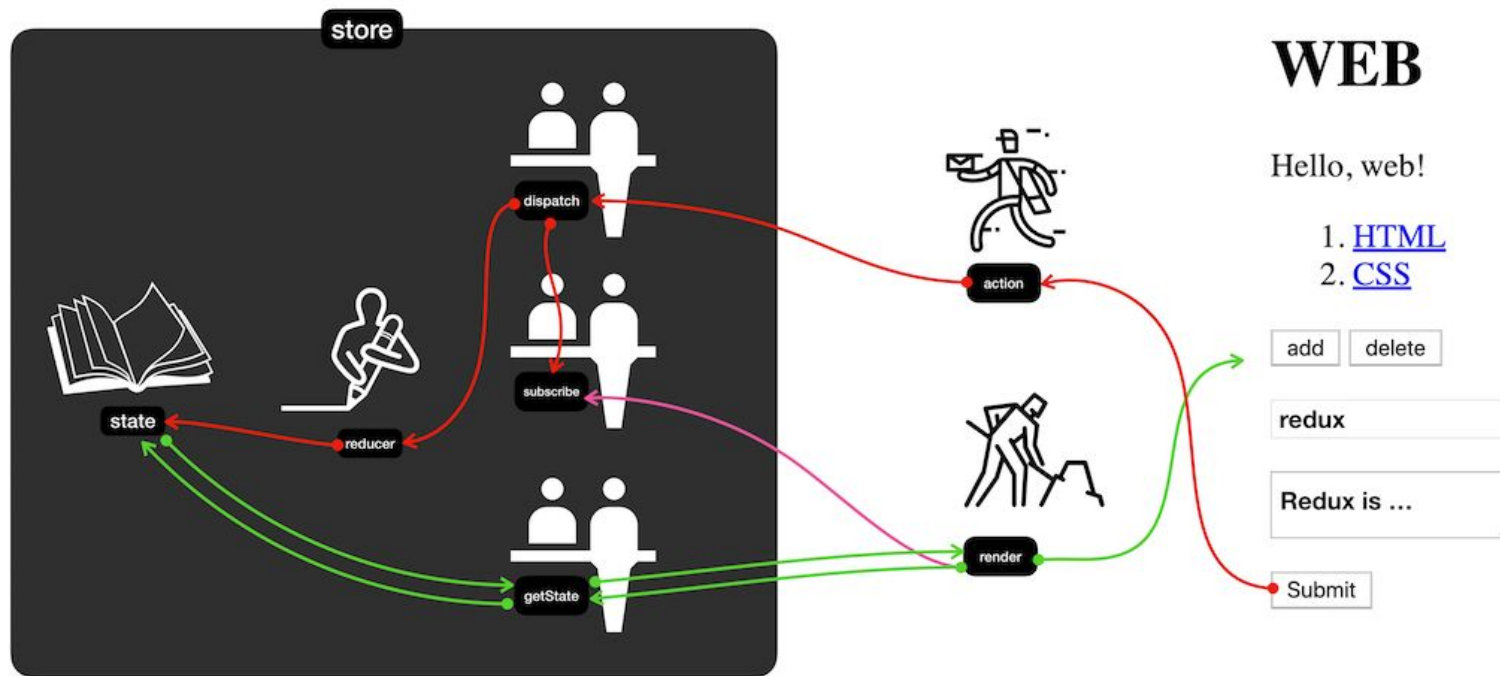 store
dispatch
subscribe
state
reducer
getState
action
render
WEB
Hello, web!
1. HTML
2. CSS
add delete
redux
Redux is ...
Submit